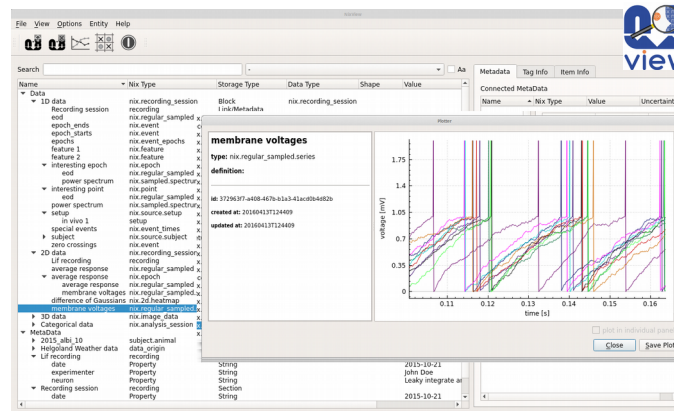 File View Options Entity Help
Search - Aa
Metadata Tag Info Item Info
Connected MetaData
Name Nix Type Value Uncertaint
Name Nix Type Storage Type Data Type Shape Value
Data
1D data nix.recording_session Block nix.recording_session
Recording session recording Link/Metadata
eod nix.regular_sampled
epoch_ends nix.event
epoch_starts nix.event
epochs nix.event_epochs
feature 1 nix.feature
feature 2 nix.feature
interesting epoch nix.epoch
eod nix.regular_sampled
power spectrum nix.sampled.spectrum
interesting point nix.point
eod nix.regular_sampled
power spectrum nix.sampled.spectrum
setup nix.source.setup
in vivo 1 setup
special events nix.event_times
subject nix.source.subject
zero crossings nix.event
2D data nix.recording_session
Lif recording recording
average response nix.regular_sampled
average response nix.epoch
average response nix.regular_sampled
membrane voltages nix.regular_sampled
difference of Gaussians nix.2d.heatmap
membrane voltages nix.regular_sampled
3D data nix.image_data
Categorical data nix.analysis_session
MetaData
2015_albi_10 subject.animal
Helgoland Weather data data_origin
Lif recording recording
date Property String 2015-10-21
experimenter Property String John Doe
neuron Property String Leaky integrate a
Recording session recording Section
date Property String 2015-10-21
Plotters
membrane voltages
type: nix.regular_sampled.series
definition:
id: 372963f7-a408-467b-b1a3-41acd0b4d82b
created at: 20160413T124409
updated at: 20160413T124409
voltage [mV]
1.75
1.4
1.05
0.7
0.35
0
0.11 0.12 0.13 0.14 0.15 0.16
time [s]
plot in individual pane
Close Save Plot
view